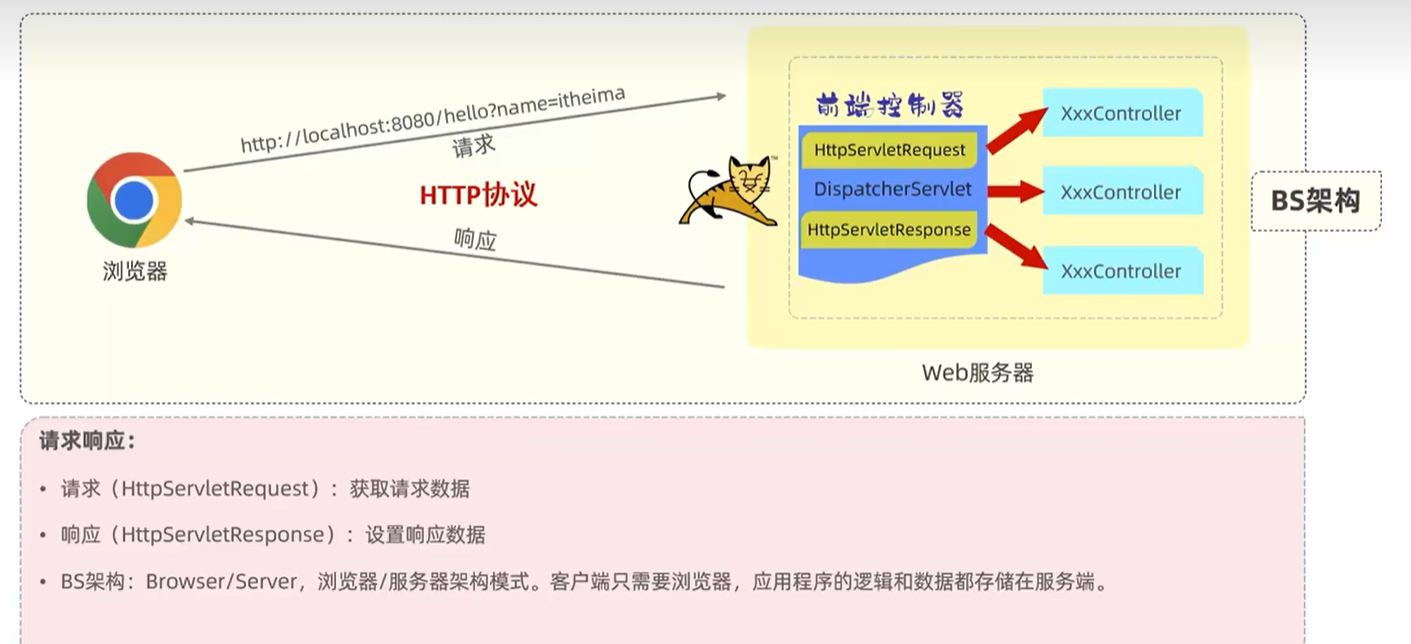 http://localhost:8080/hello?name=itheima
请求
HTTP协议
响应
浏览器
前端控制器
HttpServletRequest
DispatcherServlet
HttpServletResponse
XxxController
XxxController
XxxController
TM
Web服务器
BS架构
请求响应：
• 请求（HttpServletRequest）：获取请求数据
• 响应（HttpServletResponse）：设置响应数据
• BS架构：Browser/Server，浏览器/服务器架构模式。客户端只需要浏览器，应用程序的逻辑和数据都存储在服务端。